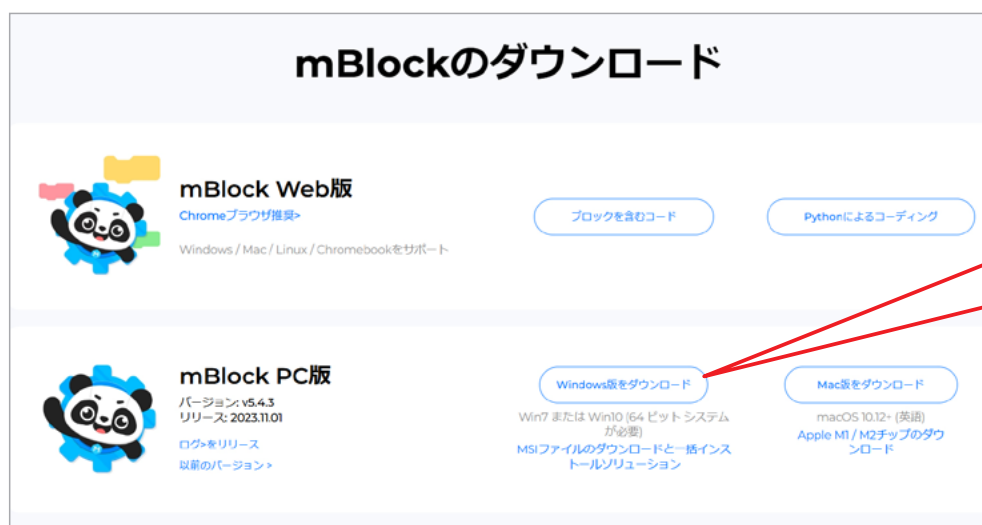 mBlockのダウンロード
mBlock Web版
Chromeブラウザ推奨>
Windows / Mac / Linux / Chromebookをサポート
ブロックを含むコード
Pythonによるコーディング
mBlock PC版
バージョン: v5.4.3
リリース: 2023.11.01
ログ>をリリース
以前のバージョン >
Windows版をダウンロード
Win7 または Win10 (64 ビット システム
が必要)
MSIファイルのダウンロードと一括インス
トールソリューション
Mac版をダウンロード
macOS 10.12+ (英語)
Apple M1 / M2チップのダウ
ンロード